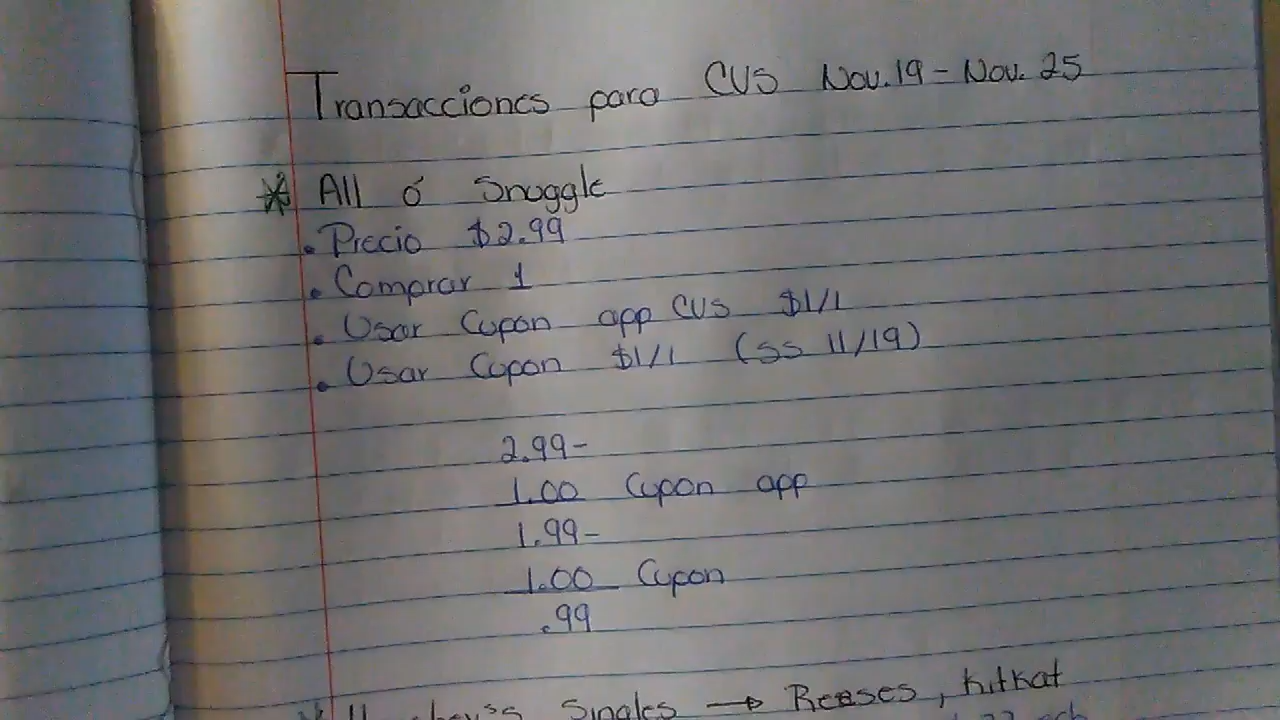 Transacciones para CVS Nov. 19 - Nov. 25
* All ó Snuggle
• Precio $2.99
• Comprar 1
• Usar Cupon app CVS $1/1
• Usar Cupon $1/1 (SS 11/19)
2.99-
1.00 Cupon app
1.99-
1.00 Cupon
.99
Singles → Reeses, kitkat